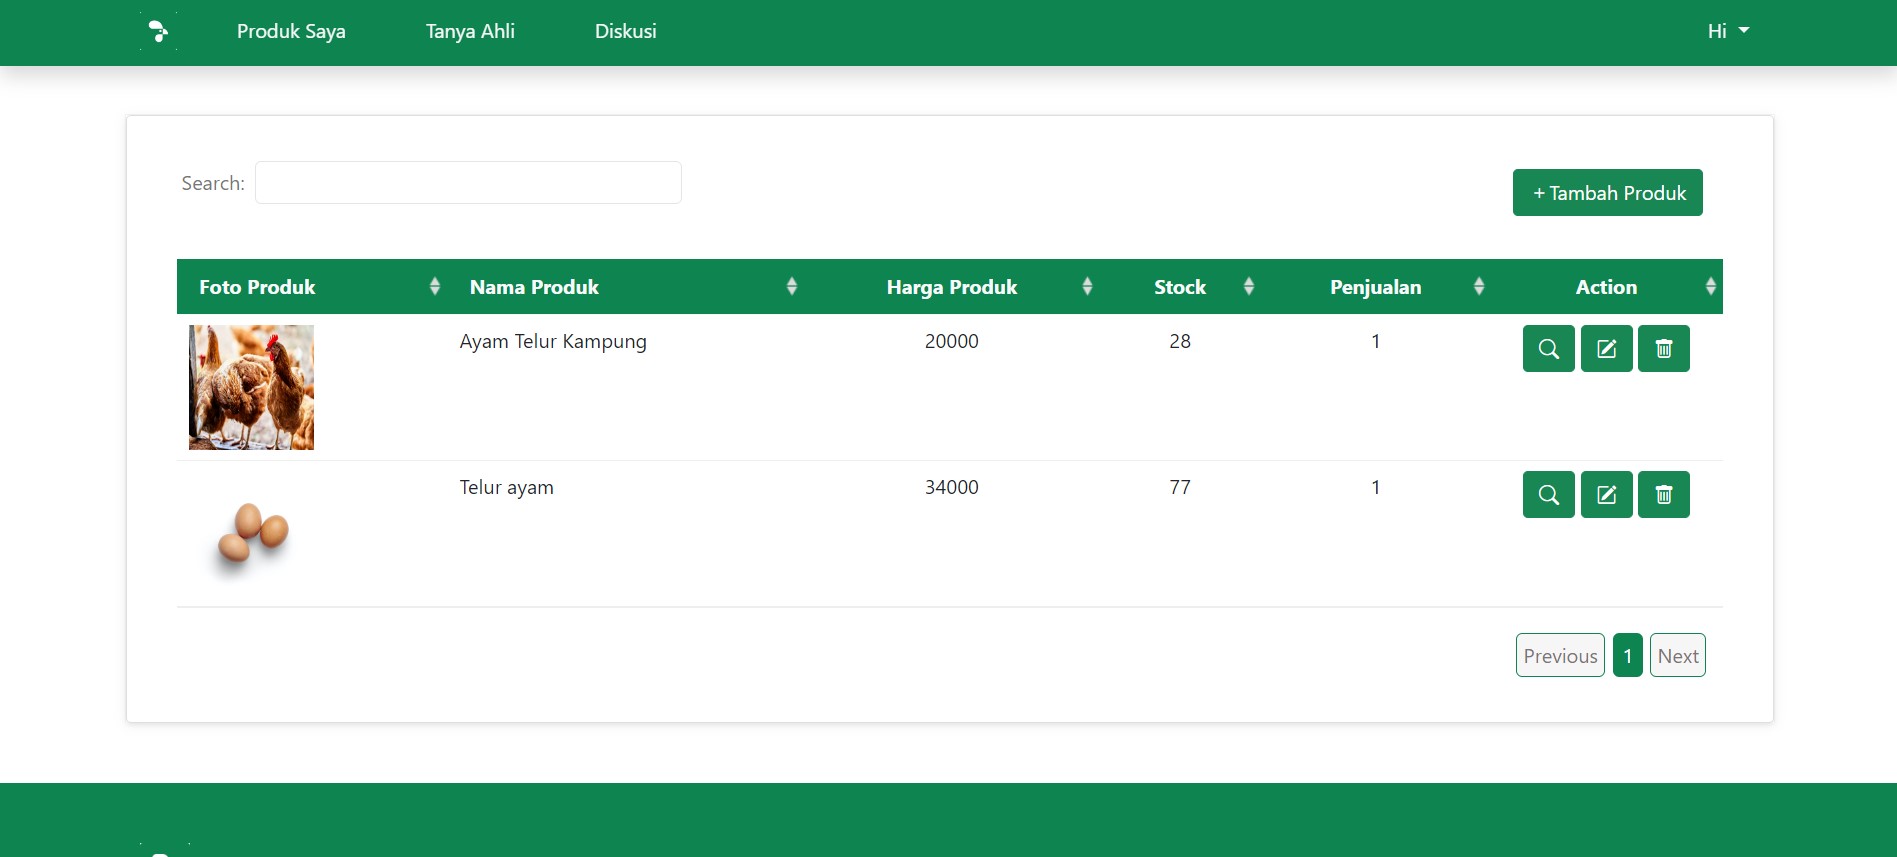 Produk Saya Tanya Ahli Diskusi Hi
Search:
+ Tambah Produk
Foto Produk Nama Produk Harga Produk Stock Penjualan Action
Ayam Telur Kampung 20000 28 1
Telur ayam 34000 77 1
Previous 1 Next